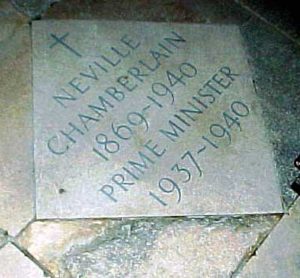 NEVILLE
CHAMBERLAIN
1869~1940
PRIME MINISTER
1937~1940